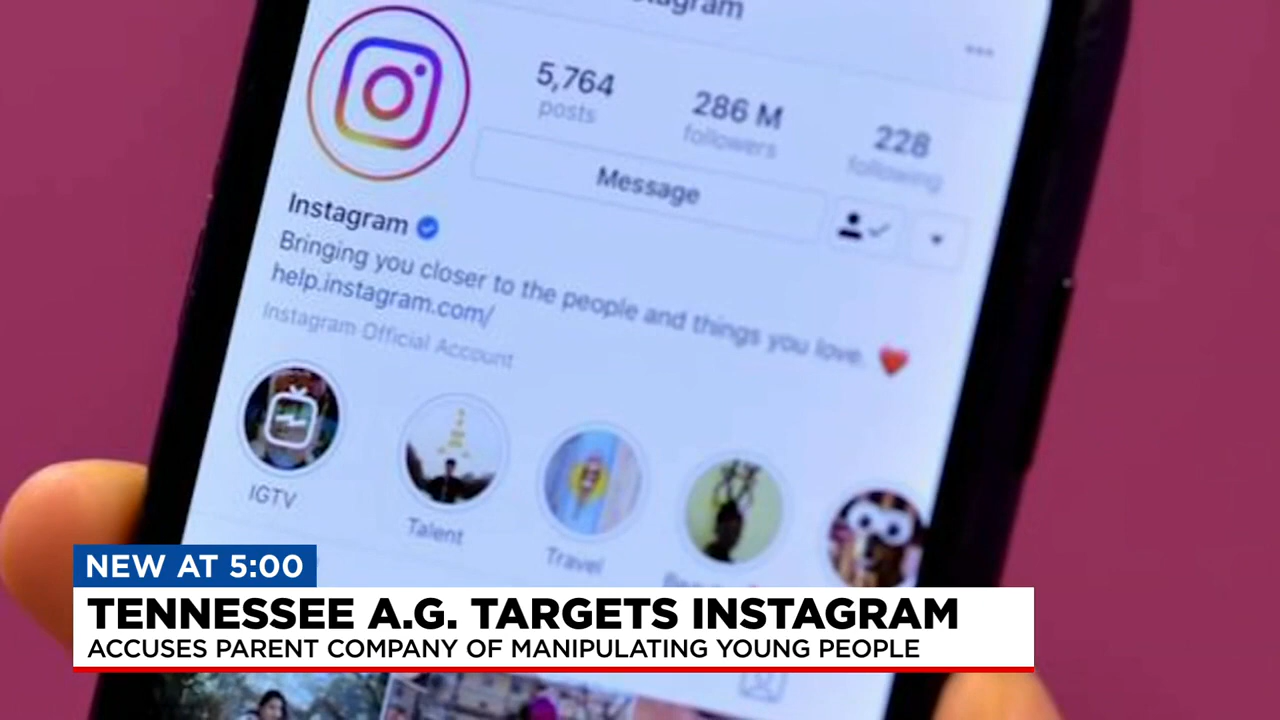 5,764
posts
286 M
followers
228
following
Message
Instagram
Bringing you closer to the people and things you love. ❤️
help.instagram.com/
Instagram Official Account
IGTV
Talent
Travel
NEW AT 5:00
TENNESSEE A.G. TARGETS INSTAGRAM
ACCUSES PARENT COMPANY OF MANIPULATING YOUNG PEOPLE